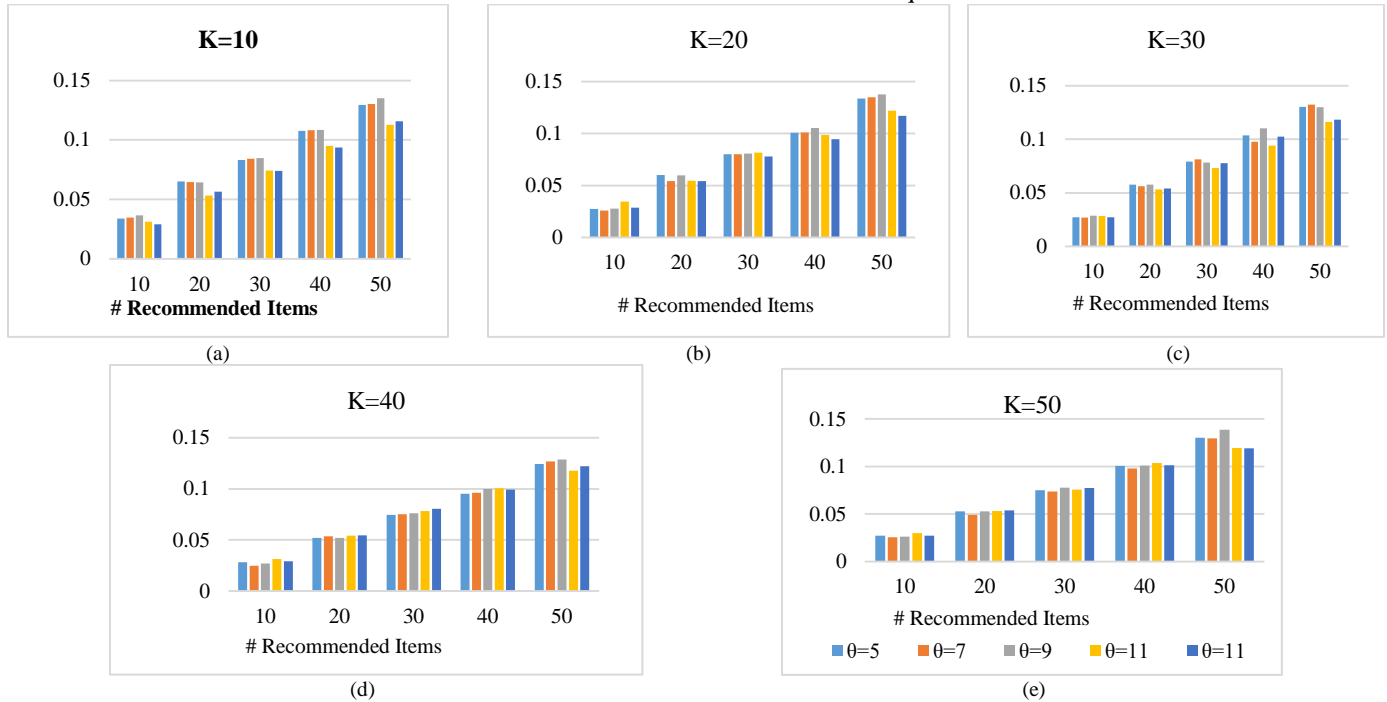 K=10
0.15
0.1
0.05
0
10 20 30 40 50
# Recommended Items
(a)
K=20
0.15
0.1
0.05
0
10 20 30 40 50
# Recommended Items
(b)
K=30
0.15
0.1
0.05
0
10 20 30 40 50
# Recommended Items
(c)
K=40
0.15
0.1
0.05
0
10 20 30 40 50
# Recommended Items
(d)
K=50
0.15
0.1
0.05
0
10 20 30 40 50
# Recommended Items
θ=5 θ=7 θ=9 θ=11 θ=11
(e)